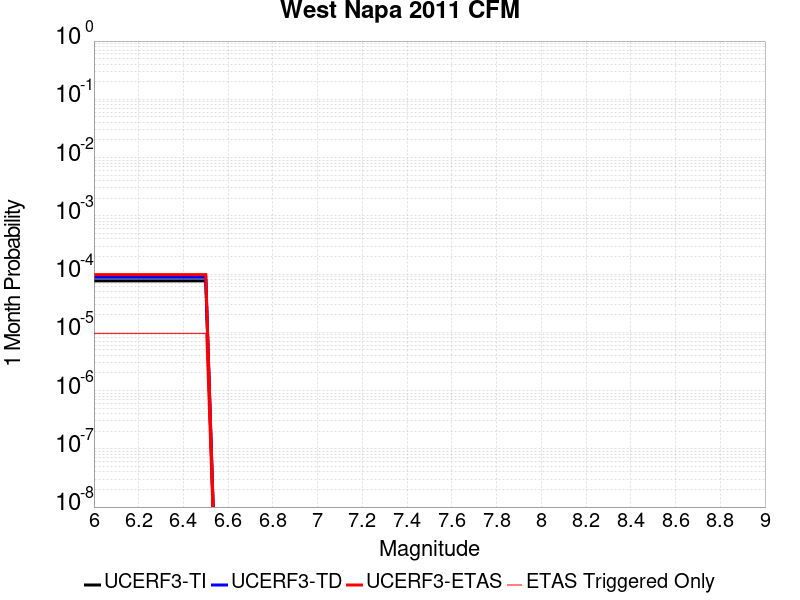 West Napa 2011 CFM
10^0
10^-1
10^-2
10^-3
10^-4
10^-5
10^-6
10^-7
10^-8
1 Month Probability
6 6.2 6.4 6.6 6.8 7 7.2 7.4 7.6 7.8 8 8.2 8.4 8.6 8.8 9
Magnitude
UCERF3-TI UCERF3-TD UCERF3-ETAS ETAS Triggered Only